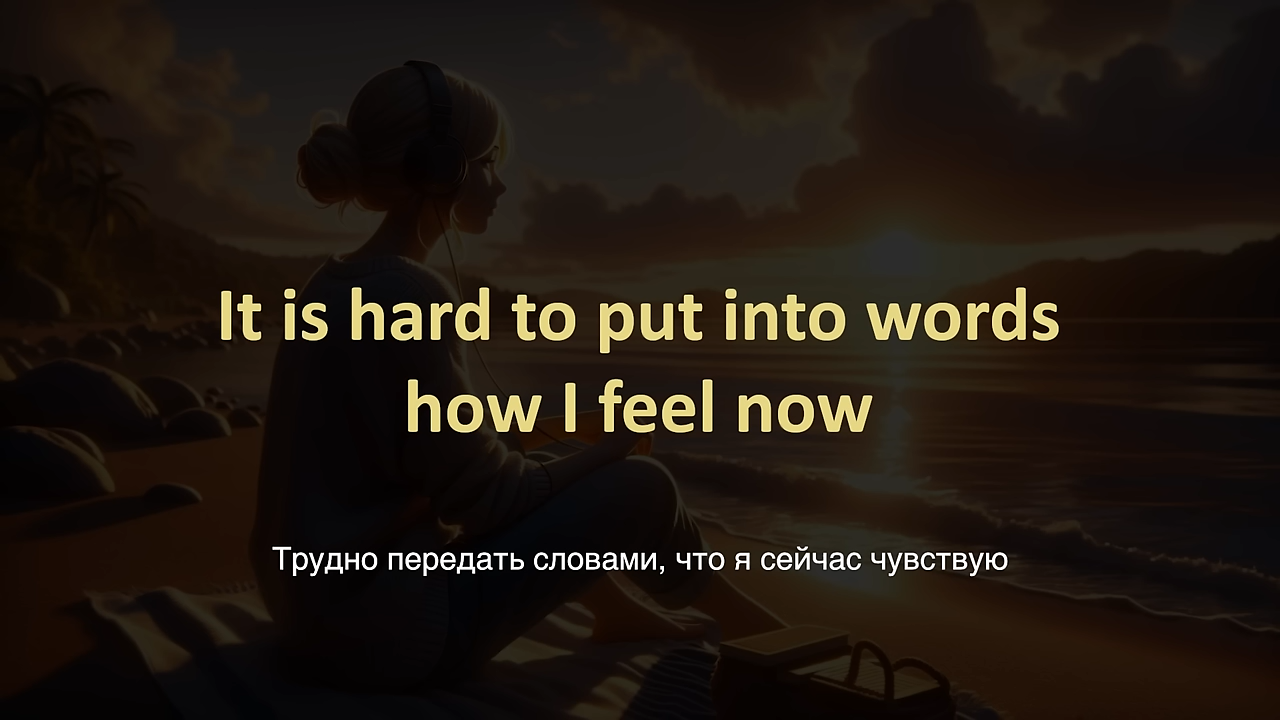 It is hard to put into words
how I feel now
Трудно передать словами, что я сейчас чувствую